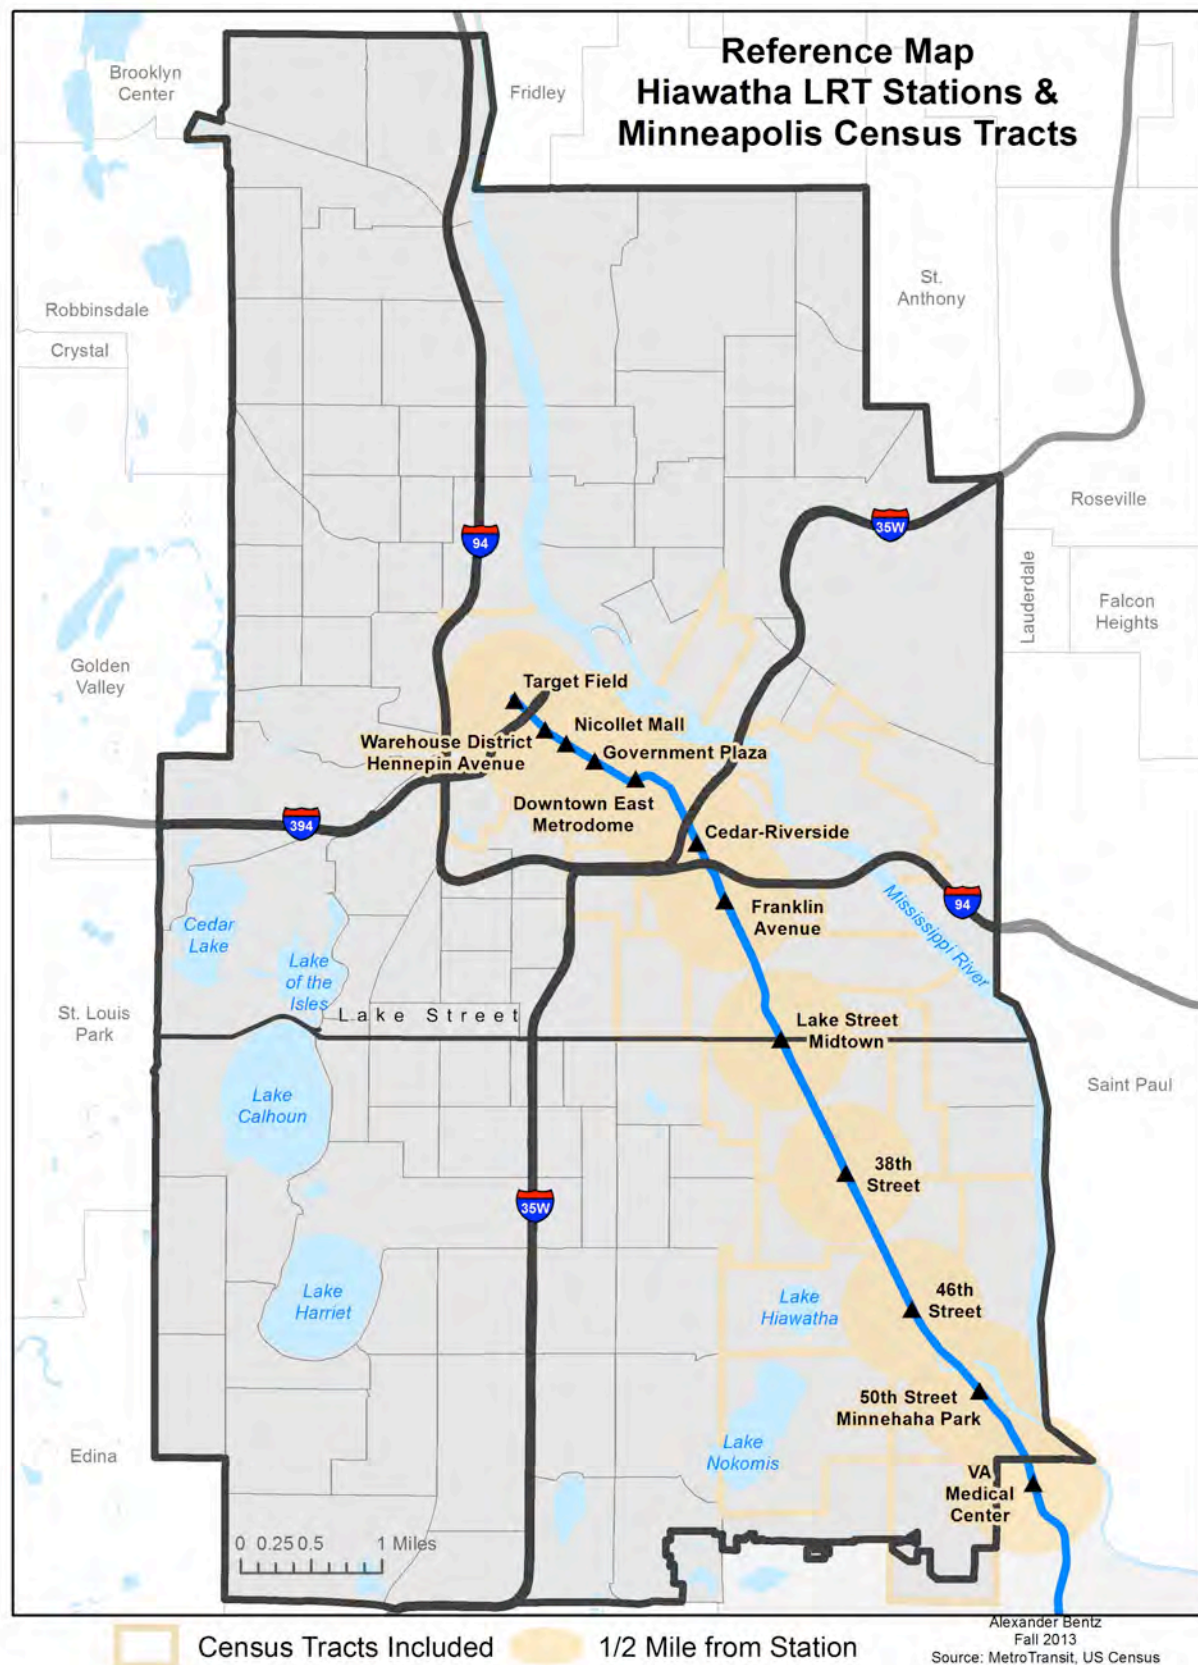 Reference Map
Hiawatha LRT Stations &
Minneapolis Census Tracts
Brooklyn
Center
Fridley
St.
Anthony
Robbinsdale
Crystal
Roseville
35W
94
Lauderdale
Falcon
Heights
Golden
Valley
Target Field
Nicollet Mall
Warehouse District
Hennepin Avenue
Government Plaza
Downtown East
Metrodome
394
Cedar-Riverside
Franklin
Avenue
94
Mississippi River
Cedar
Lake
Lake
of the
Isles
St. Louis
Park
Lake Street
Lake Street
Midtown
Saint Paul
Lake
Calhoun
38th
Street
35W
Lake
Harriet
Lake
Hiawatha
46th
Street
50th Street
Minnehaha Park
Edina
Lake
Nokomis
VA
Medical
Center
0 0.25 0.5 1 Miles
Census Tracts Included
1/2 Mile from Station
Alexander Bentz
Fall 2013
Source: MetroTransit, US Census